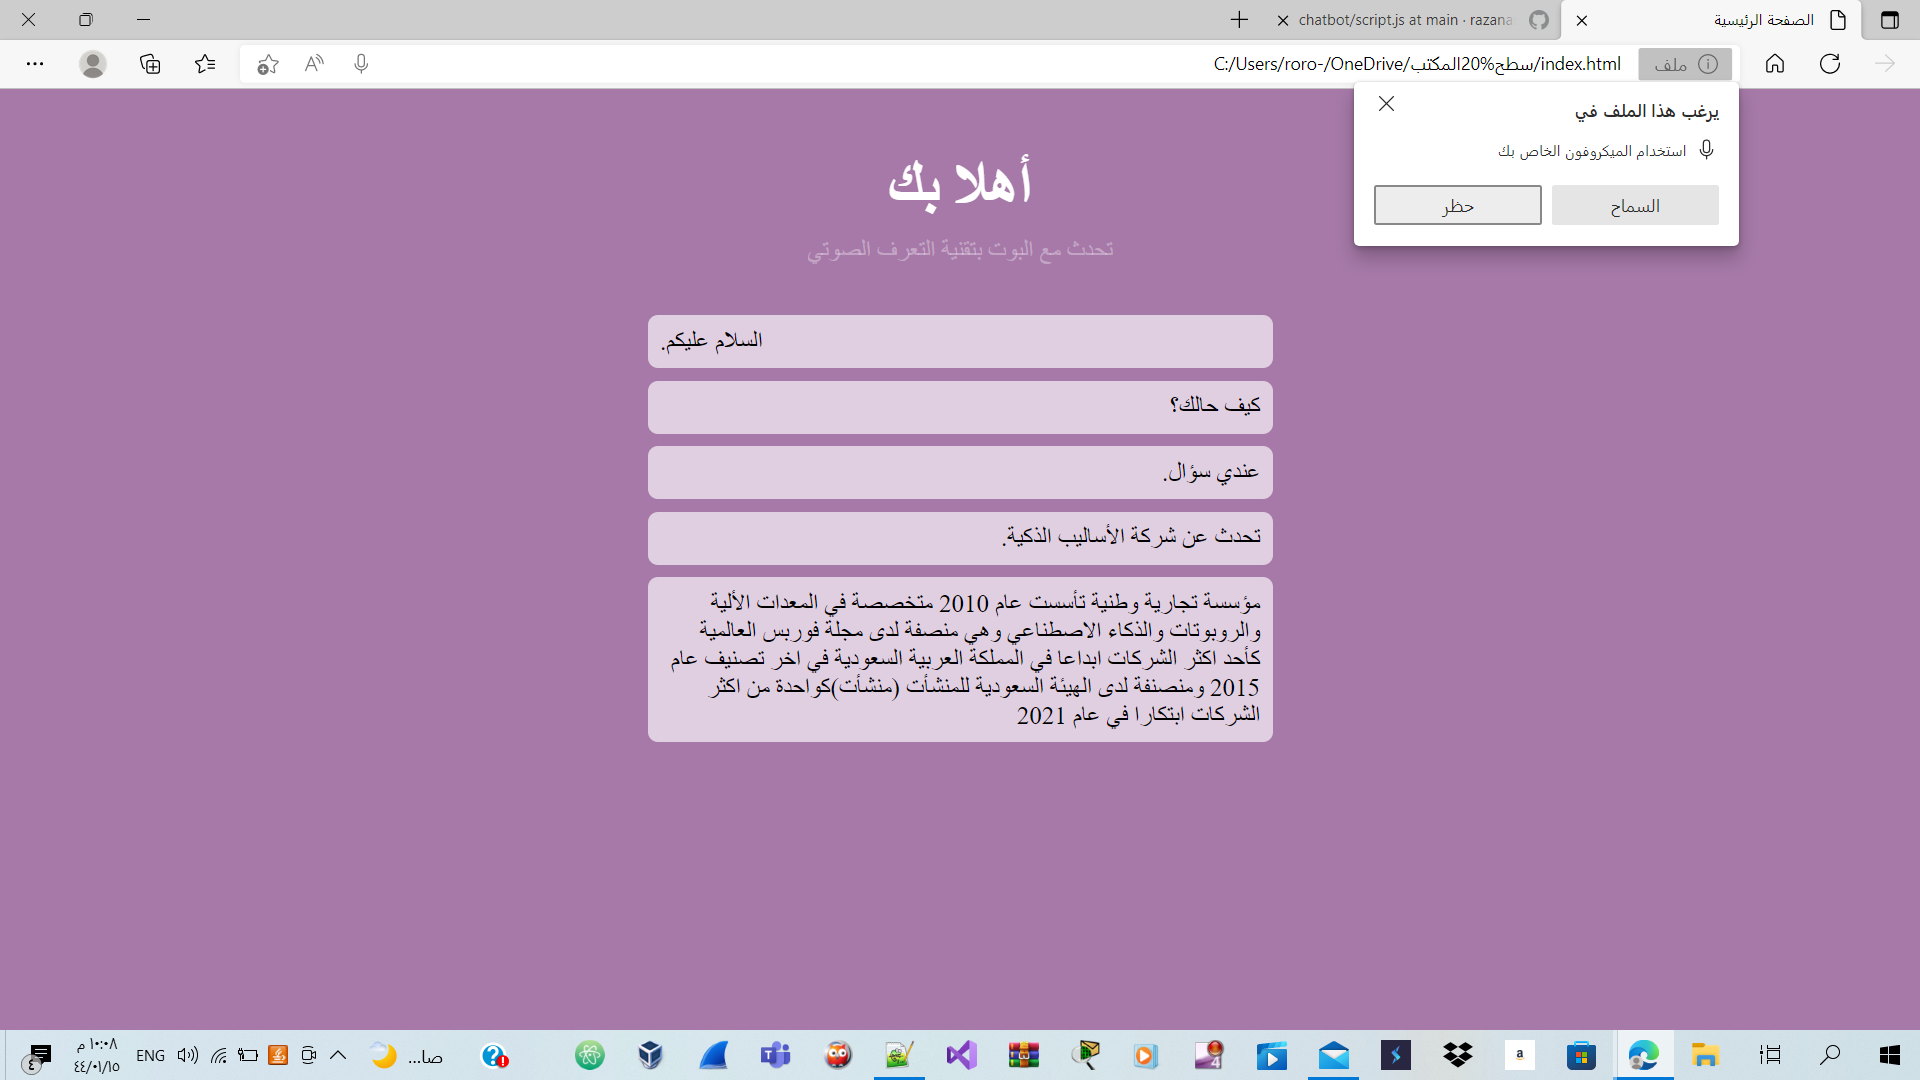 الصفحة الرئيسية
chatbot/script.js at main · razana
ملف
C:/Users/roro-/OneDrive/سطح%20المكتب/index.html
يرغب هذا الملف في
استخدام الميكروفون الخاص بك
السماح
حظر
أهلا بك
تحدث مع البوت بتقنية التعرف الصوتي
السلام عليكم.
كيف حالك؟
عندي سؤال.
تحدث عن شركة الأساليب الذكية.
مؤسسة تجارية وطنية تأسست عام 2010 متخصصة في المعدات الألية
والروبوتات والذكاء الاصطناعي وهي منصفة لدى مجلة فوربس العالمية
كأحد اكثر الشركات ابداعا في المملكة العربية السعودية في اخر تصنيف عام
2015 ومنصنفة لدى الهيئة السعودية للمنشأت (منشأت)كواحدة من اكثر
الشركات ابتكارا في عام 2021
صا...
ENG
١٠:٠٨ م
٤٤/٠١/١٥
٤